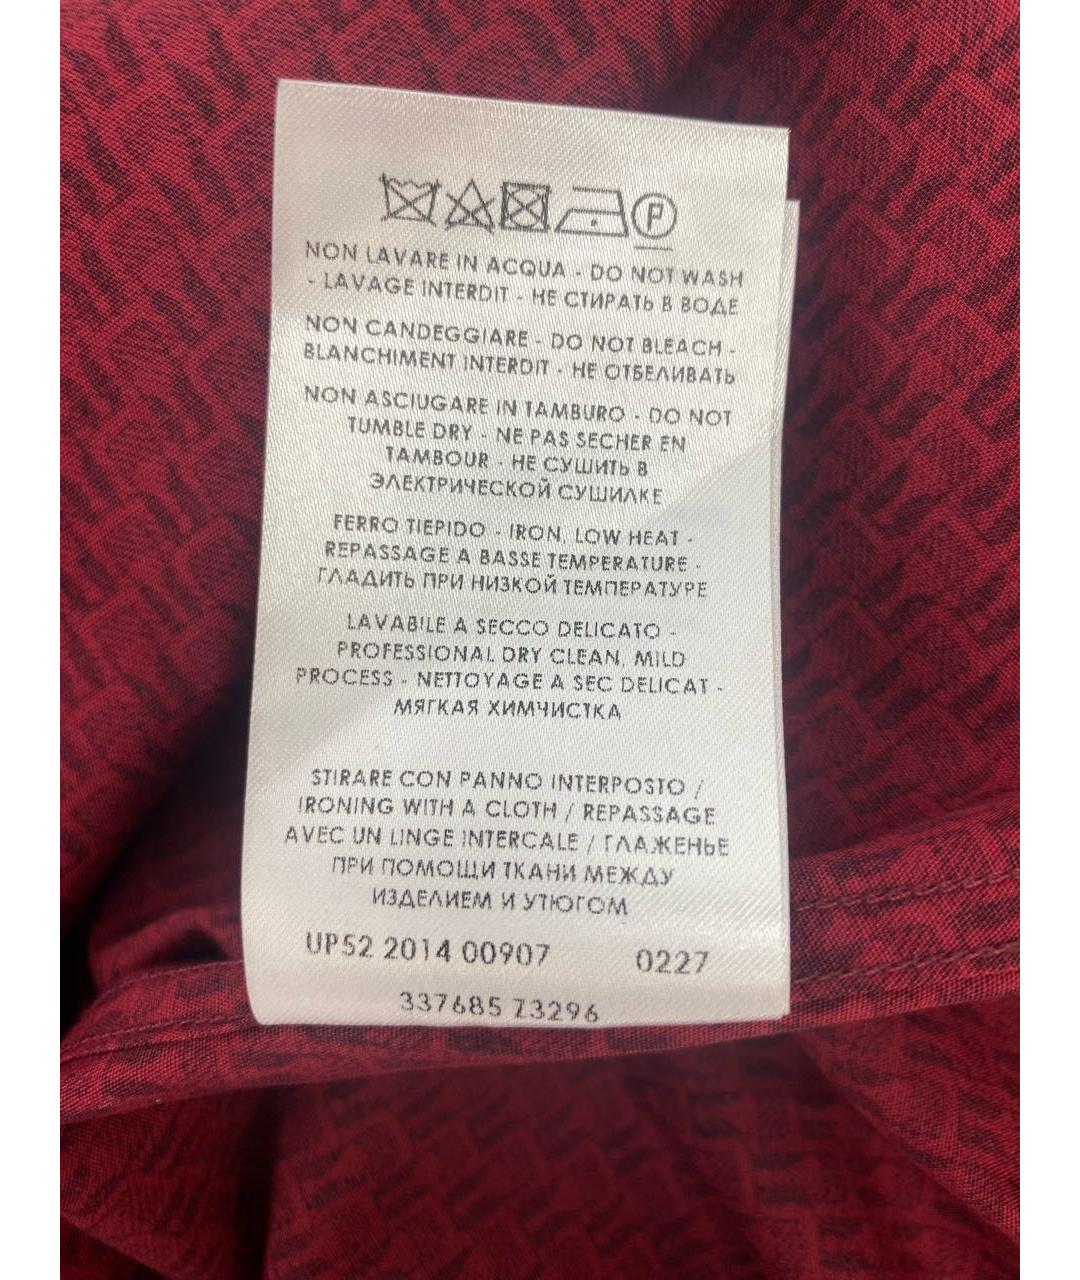 P
NON LAVARE IN ACQUA - DO NOT WASH
- LAVAGE INTERDIT - НЕ СТИРАТЬ В ВОДЕ
NON CANDEGGIARE - DO NOT BLEACH -
BLANCHIMENT INTERDIT - НЕ ОТБЕЛИВАТЬ
NON ASCIUGARE IN TAMBURO - DO NOT
TUMBLE DRY - NE PAS SECHER EN
TAMBOUR - НЕ СУШИТЬ В
ЭЛЕКТРИЧЕСКОЙ СУШИЛКЕ
FERRO TIEPIDO - IRON, LOW HEAT -
REPASSAGE A BASSE TEMPERATURE -
ГЛАДИТЬ ПРИ НИЗКОЙ ТЕМПЕРАТУРЕ
LAVABILE A SECCO DELICATO -
PROFESSIONAL DRY CLEAN, MILD
PROCESS - NETTOYAGE A SEC DELICAT -
МЯГКАЯ ХИМЧИСТКА
STIRARE CON PANNO INTERPOSTO /
IRONING WITH A CLOTH / REPASSAGE
AVEC UN LINGE INTERCALE / ГЛАЖЕНЬЕ
ПРИ ПОМОЩИ ТКАНИ МЕЖДУ
ИЗДЕЛИЕМ И УТЮГОМ
UP52 2014 00907 0227
337685 Z3296